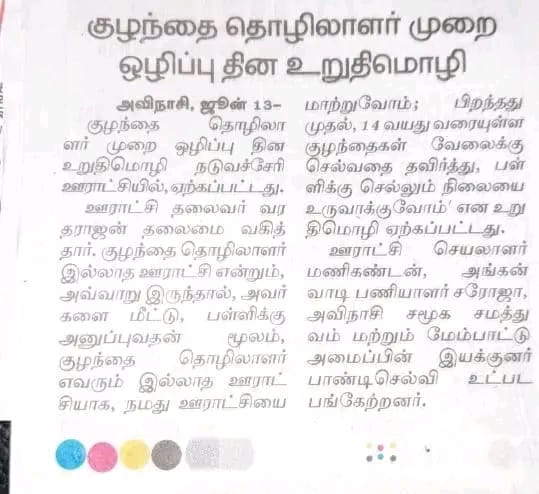 குழந்தை தொழிலாளர் முறை
ஒழிப்பு தின உறுதிமொழி
அவிநாசி, ஜூன் 13–
குழந்தை தொழிலா
ளர் முறை ஒழிப்பு தின
உறுதிமொழி நடுவச்சேரி
ஊராட்சியில், ஏற்கப்பட்டது.
ஊராட்சி தலைவர் வர
தராஜன் தலைமை வகித்
தார். குழந்தை தொழிலாளர்
இல்லாத ஊராட்சி என்றும்,
அவ்வாறு இருந்தால், அவர்
களை மீட்டு, பள்ளிக்கு
அனுப்புவதன் மூலம்,
குழந்தை தொழிலாளர்
எவரும் இல்லாத ஊராட்
சியாக, நமது ஊராட்சியை
மாற்றுவோம்; பிறந்தது
முதல், 14 வயது வரையுள்ள
குழந்தைகள் வேலைக்கு
செல்வதை தவிர்த்து, பள்
ளிக்கு செல்லும் நிலையை
உருவாக்குவோம்' என உறு
திமொழி ஏற்கப்பட்டது.
ஊராட்சி செயலாளர்
மணிகண்டன், அங்கன்
வாடி பணியாளர் சரோஜா,
அவிநாசி சமூக சமத்து
வம் மற்றும் மேம்பாட்டு
அமைப்பின் இயக்குனர்
பாண்டிசெல்வி உட்பட
பங்கேற்றனர்.